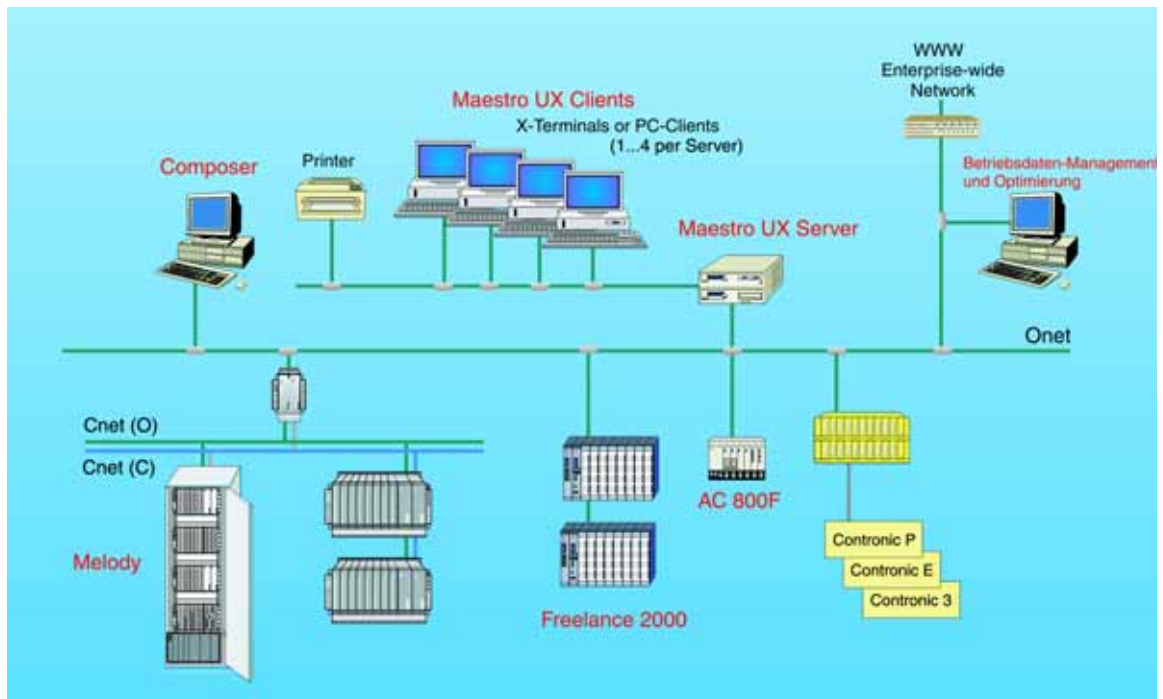 WWW
Enterprise-wide
Network
Maestro UX Clients
X-Terminals or PC-Clients
(1...4 per Server)
Printer
Composer
Betriebsdaten-Management
und Optimierung
Maestro UX Server
Onet
Cnet (O)
Cnet (C)
AC 800F
Melody
Contronic P
Contronic E
Contronic 3
Freelance 2000